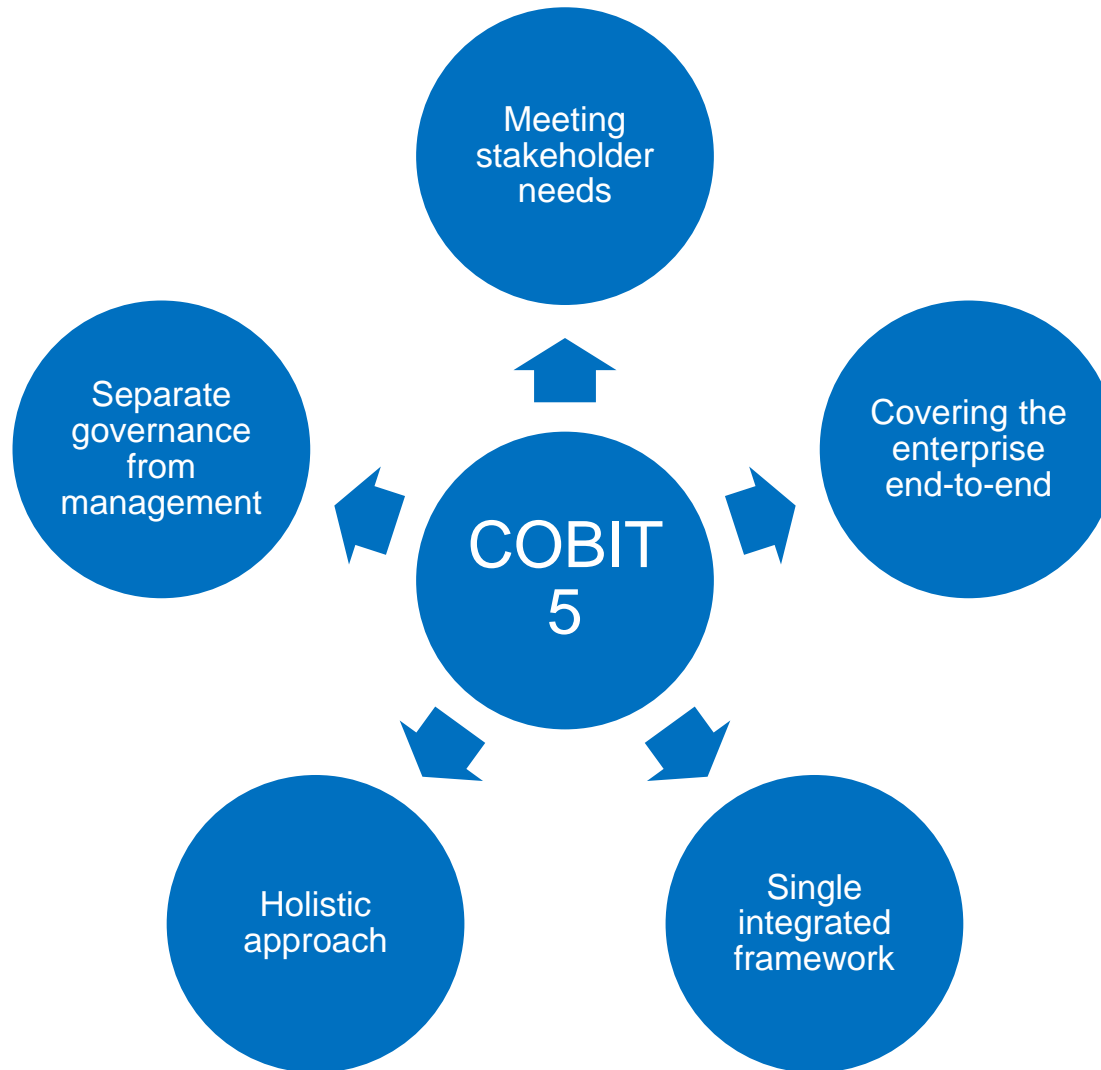 Meeting
stakeholder
needs
Separate
governance
from
management
Covering the
enterprise
end-to-end
COBIT
5
Holistic
approach
Single
integrated
framework